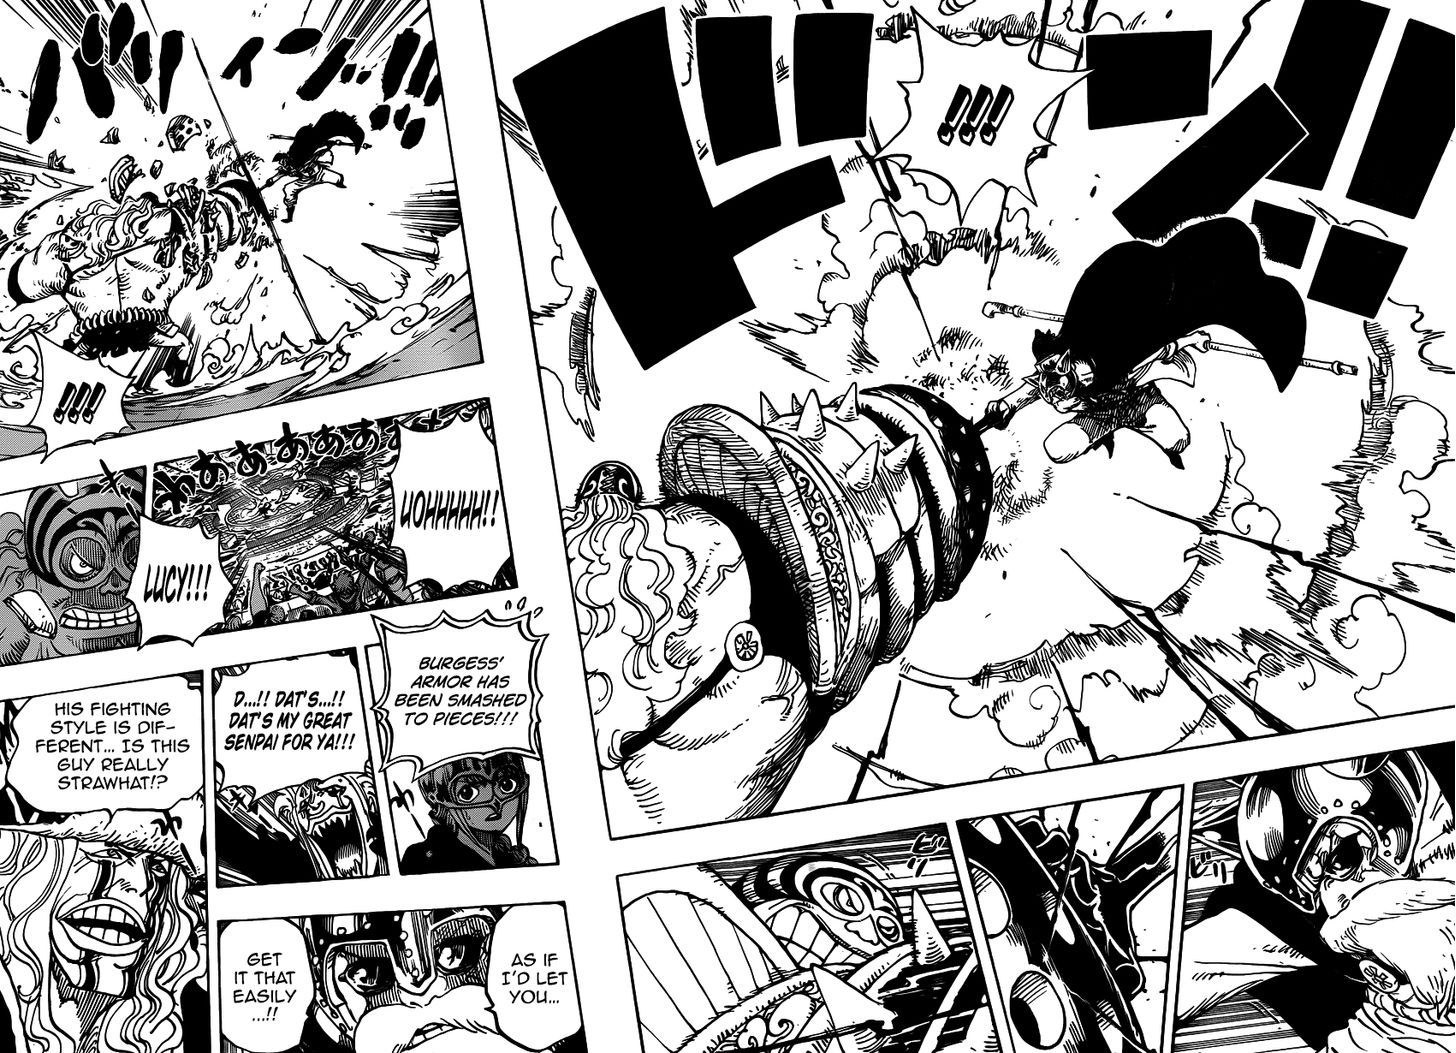 ドンッ!!
!!!
バリィンッ!!!
!!!
UOHHHHH!!
ああああああ
LUCY!!!
BURGESS'
ARMOR HAS
BEEN SMASHED
TO PIECES!!!
D...!! DAT'S...!!
DAT'S MY GREAT
SENPAI FOR YA!!!
HIS FIGHTING
STYLE IS DIF-
FERENT... IS THIS
GUY REALLY
STRAWHAT!?
AS IF
I'D LET
YOU...
GET
IT THAT
EASILY
...!!